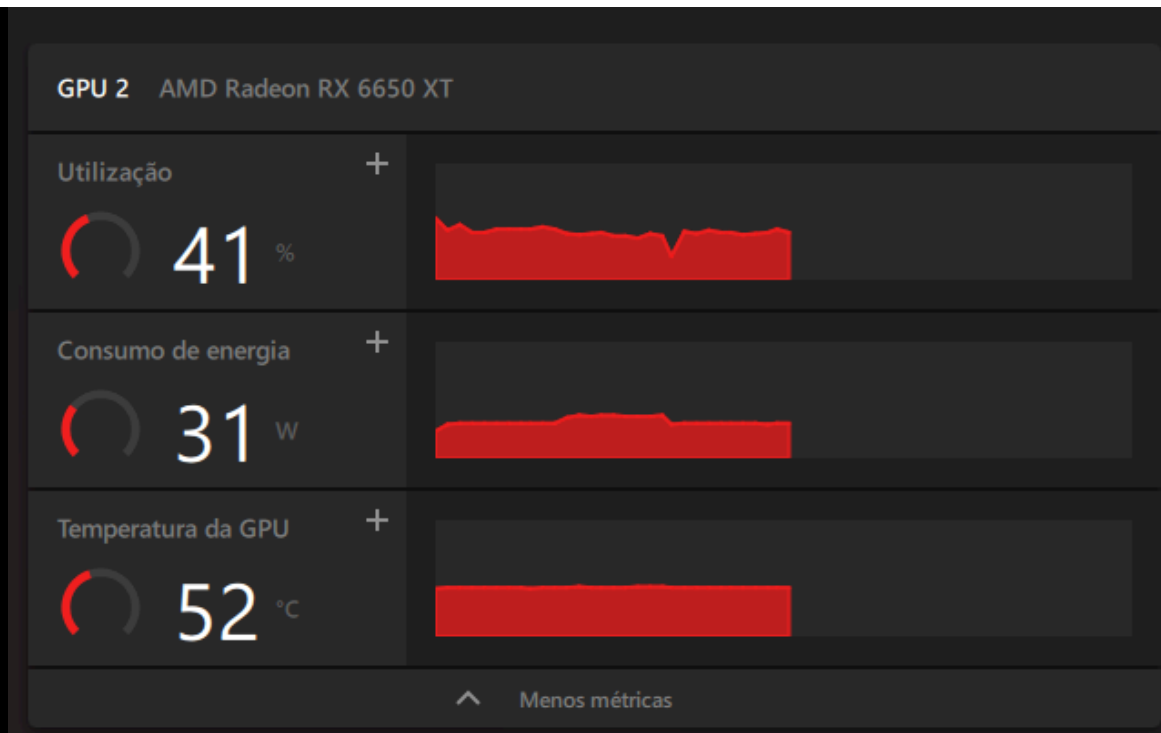 GPU 2 AMD Radeon RX 6650 XT
Utilização +
41 %
Consumo de energia +
31 W
Temperatura da GPU +
52 °C
Menos métricas